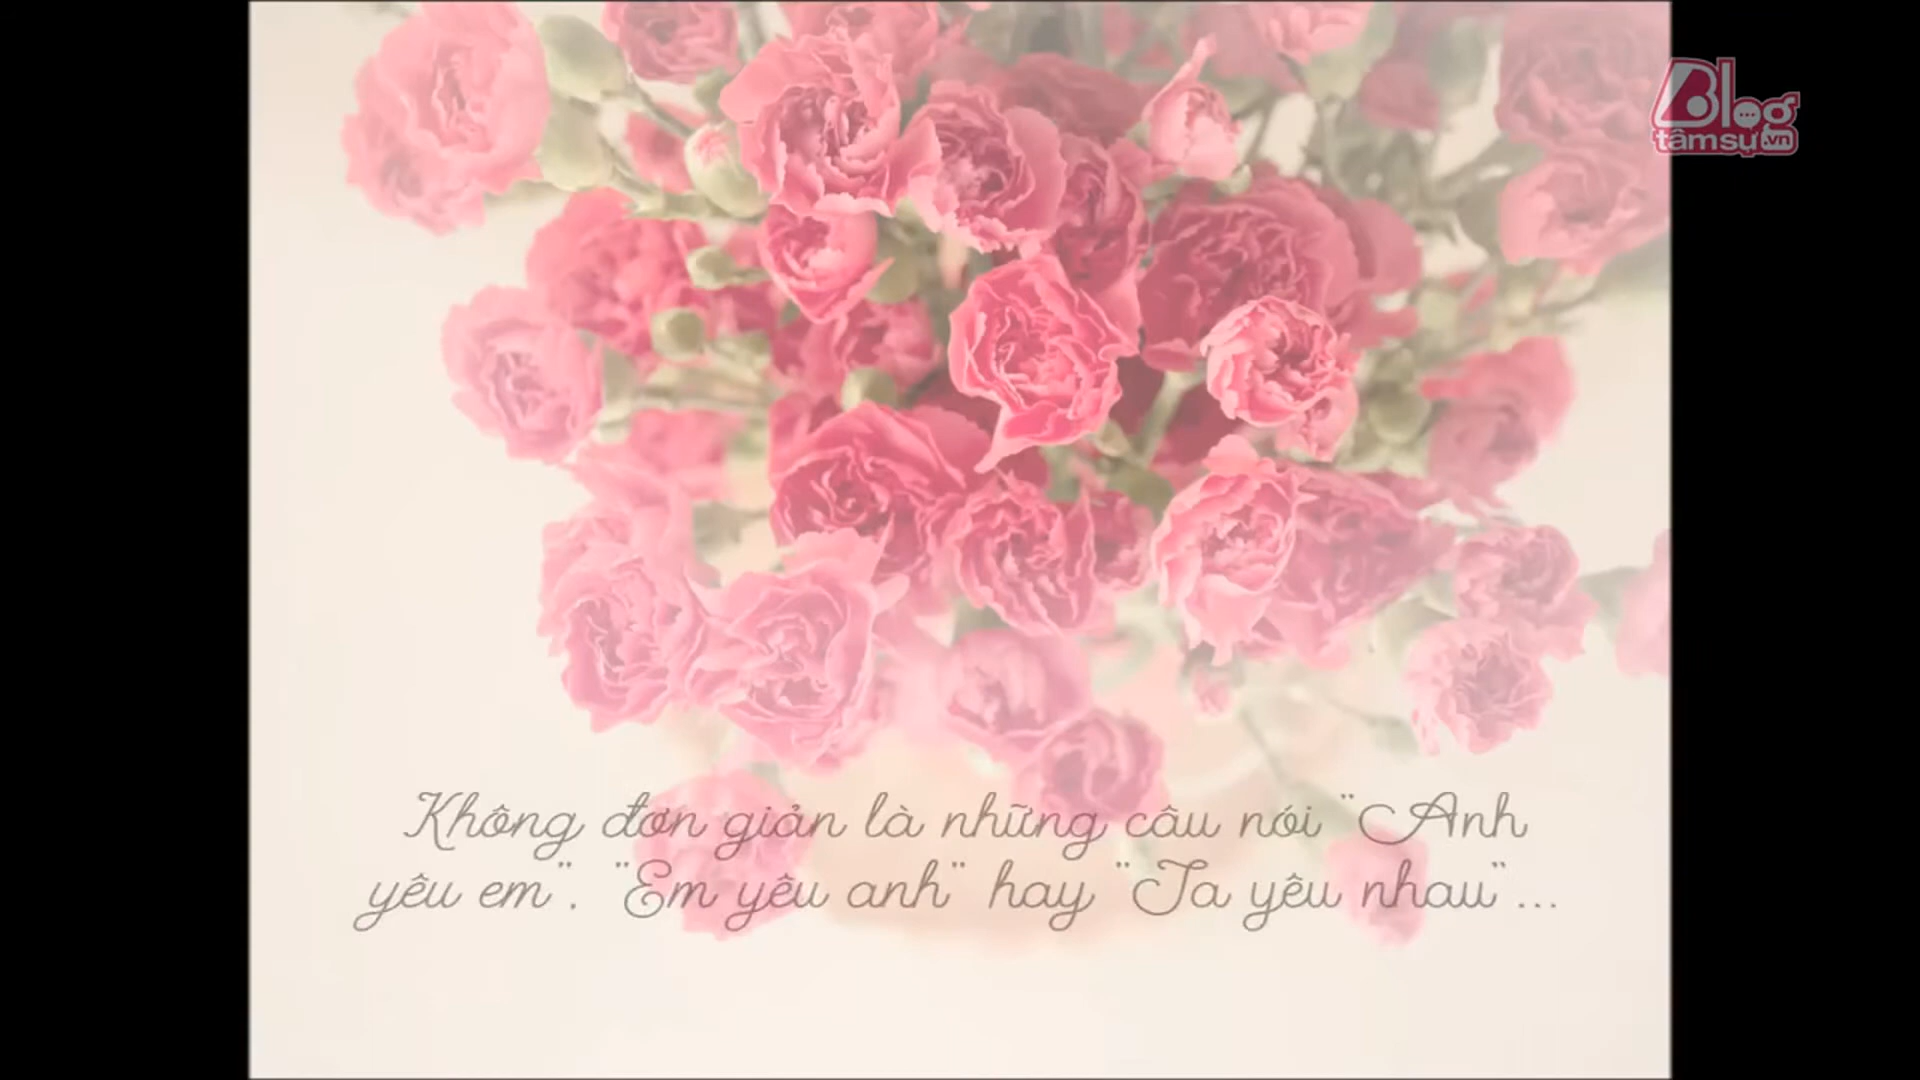 Blog
tâmsự.vn
Không đơn giản là những câu nói "Anh
yêu em", "Em yêu anh" hay "Ta yêu nhau"...